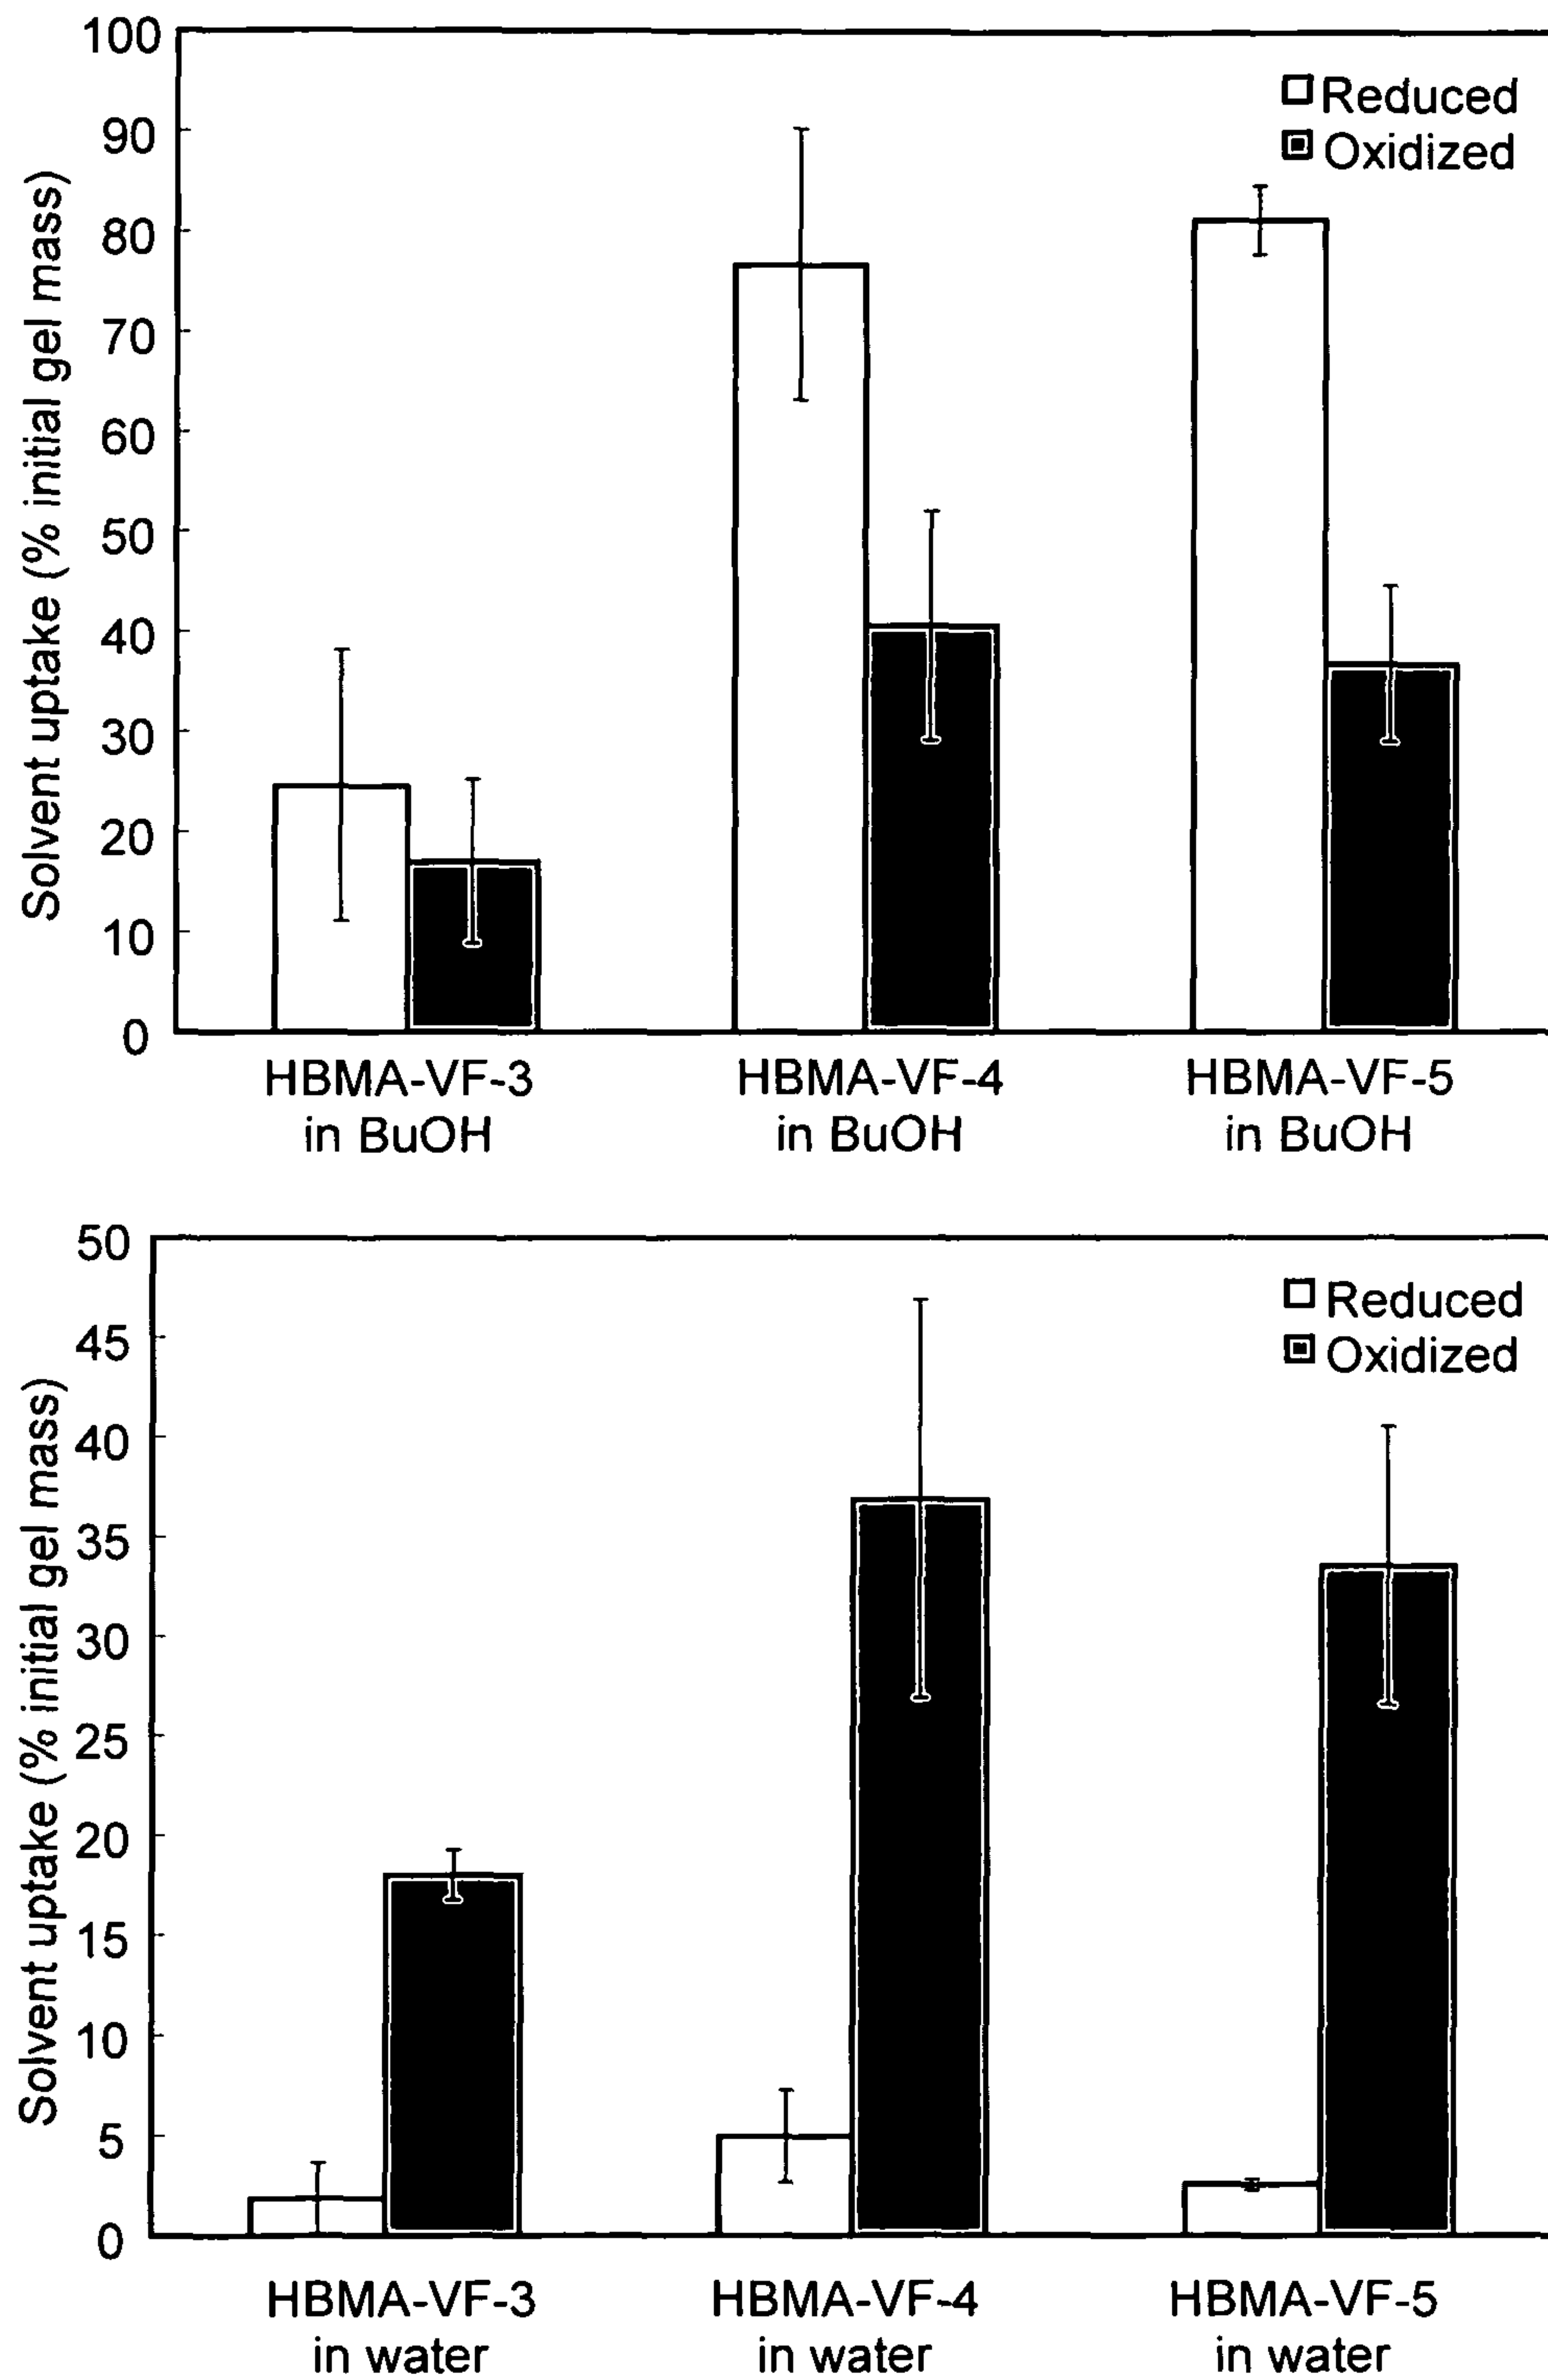 Solvent uptake (% initial gel mass)
100
90
80
70
60
50
40
30
20
10
0
Reduced
Oxidized
HBMA-VF-3
in BuOH
HBMA-VF-4
in BuOH
HBMA-VF-5
in BuOH
Solvent uptake (% initial gel mass)
50
45
40
35
30
25
20
15
10
5
0
Reduced
Oxidized
HBMA-VF-3
in water
HBMA-VF-4
in water
HBMA-VF-5
in water